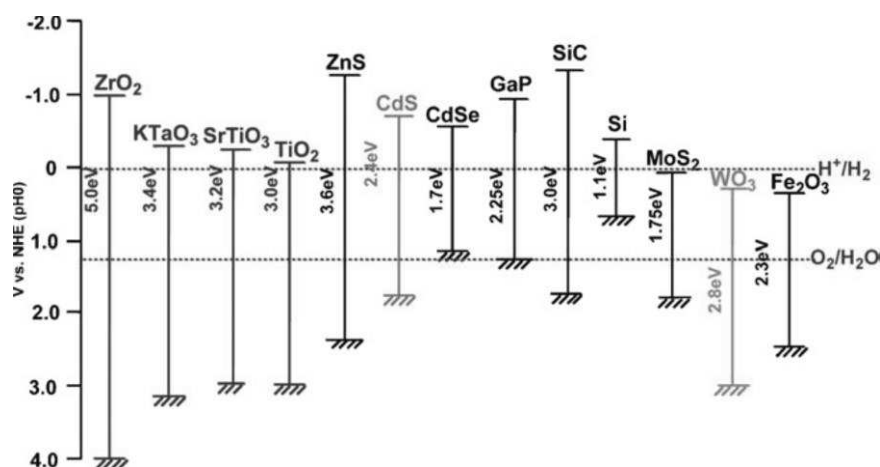 -2.0
-1.0
0
1.0
2.0
3.0
4.0
V vs. NHE (pH0)
ZrO₂
5.0eV
KTaO₃
3.4eV
SrTiO₃
3.2eV
TiO₂
3.0eV
ZnS
3.6eV
CdS
2.4eV
CdSe
1.7eV
GaP
2.25eV
SiC
3.0eV
Si
1.1eV
MoS₂
1.75eV
WO₃
2.8eV
Fe₂O₃
2.3eV
H⁺/H₂
O₂/H₂O